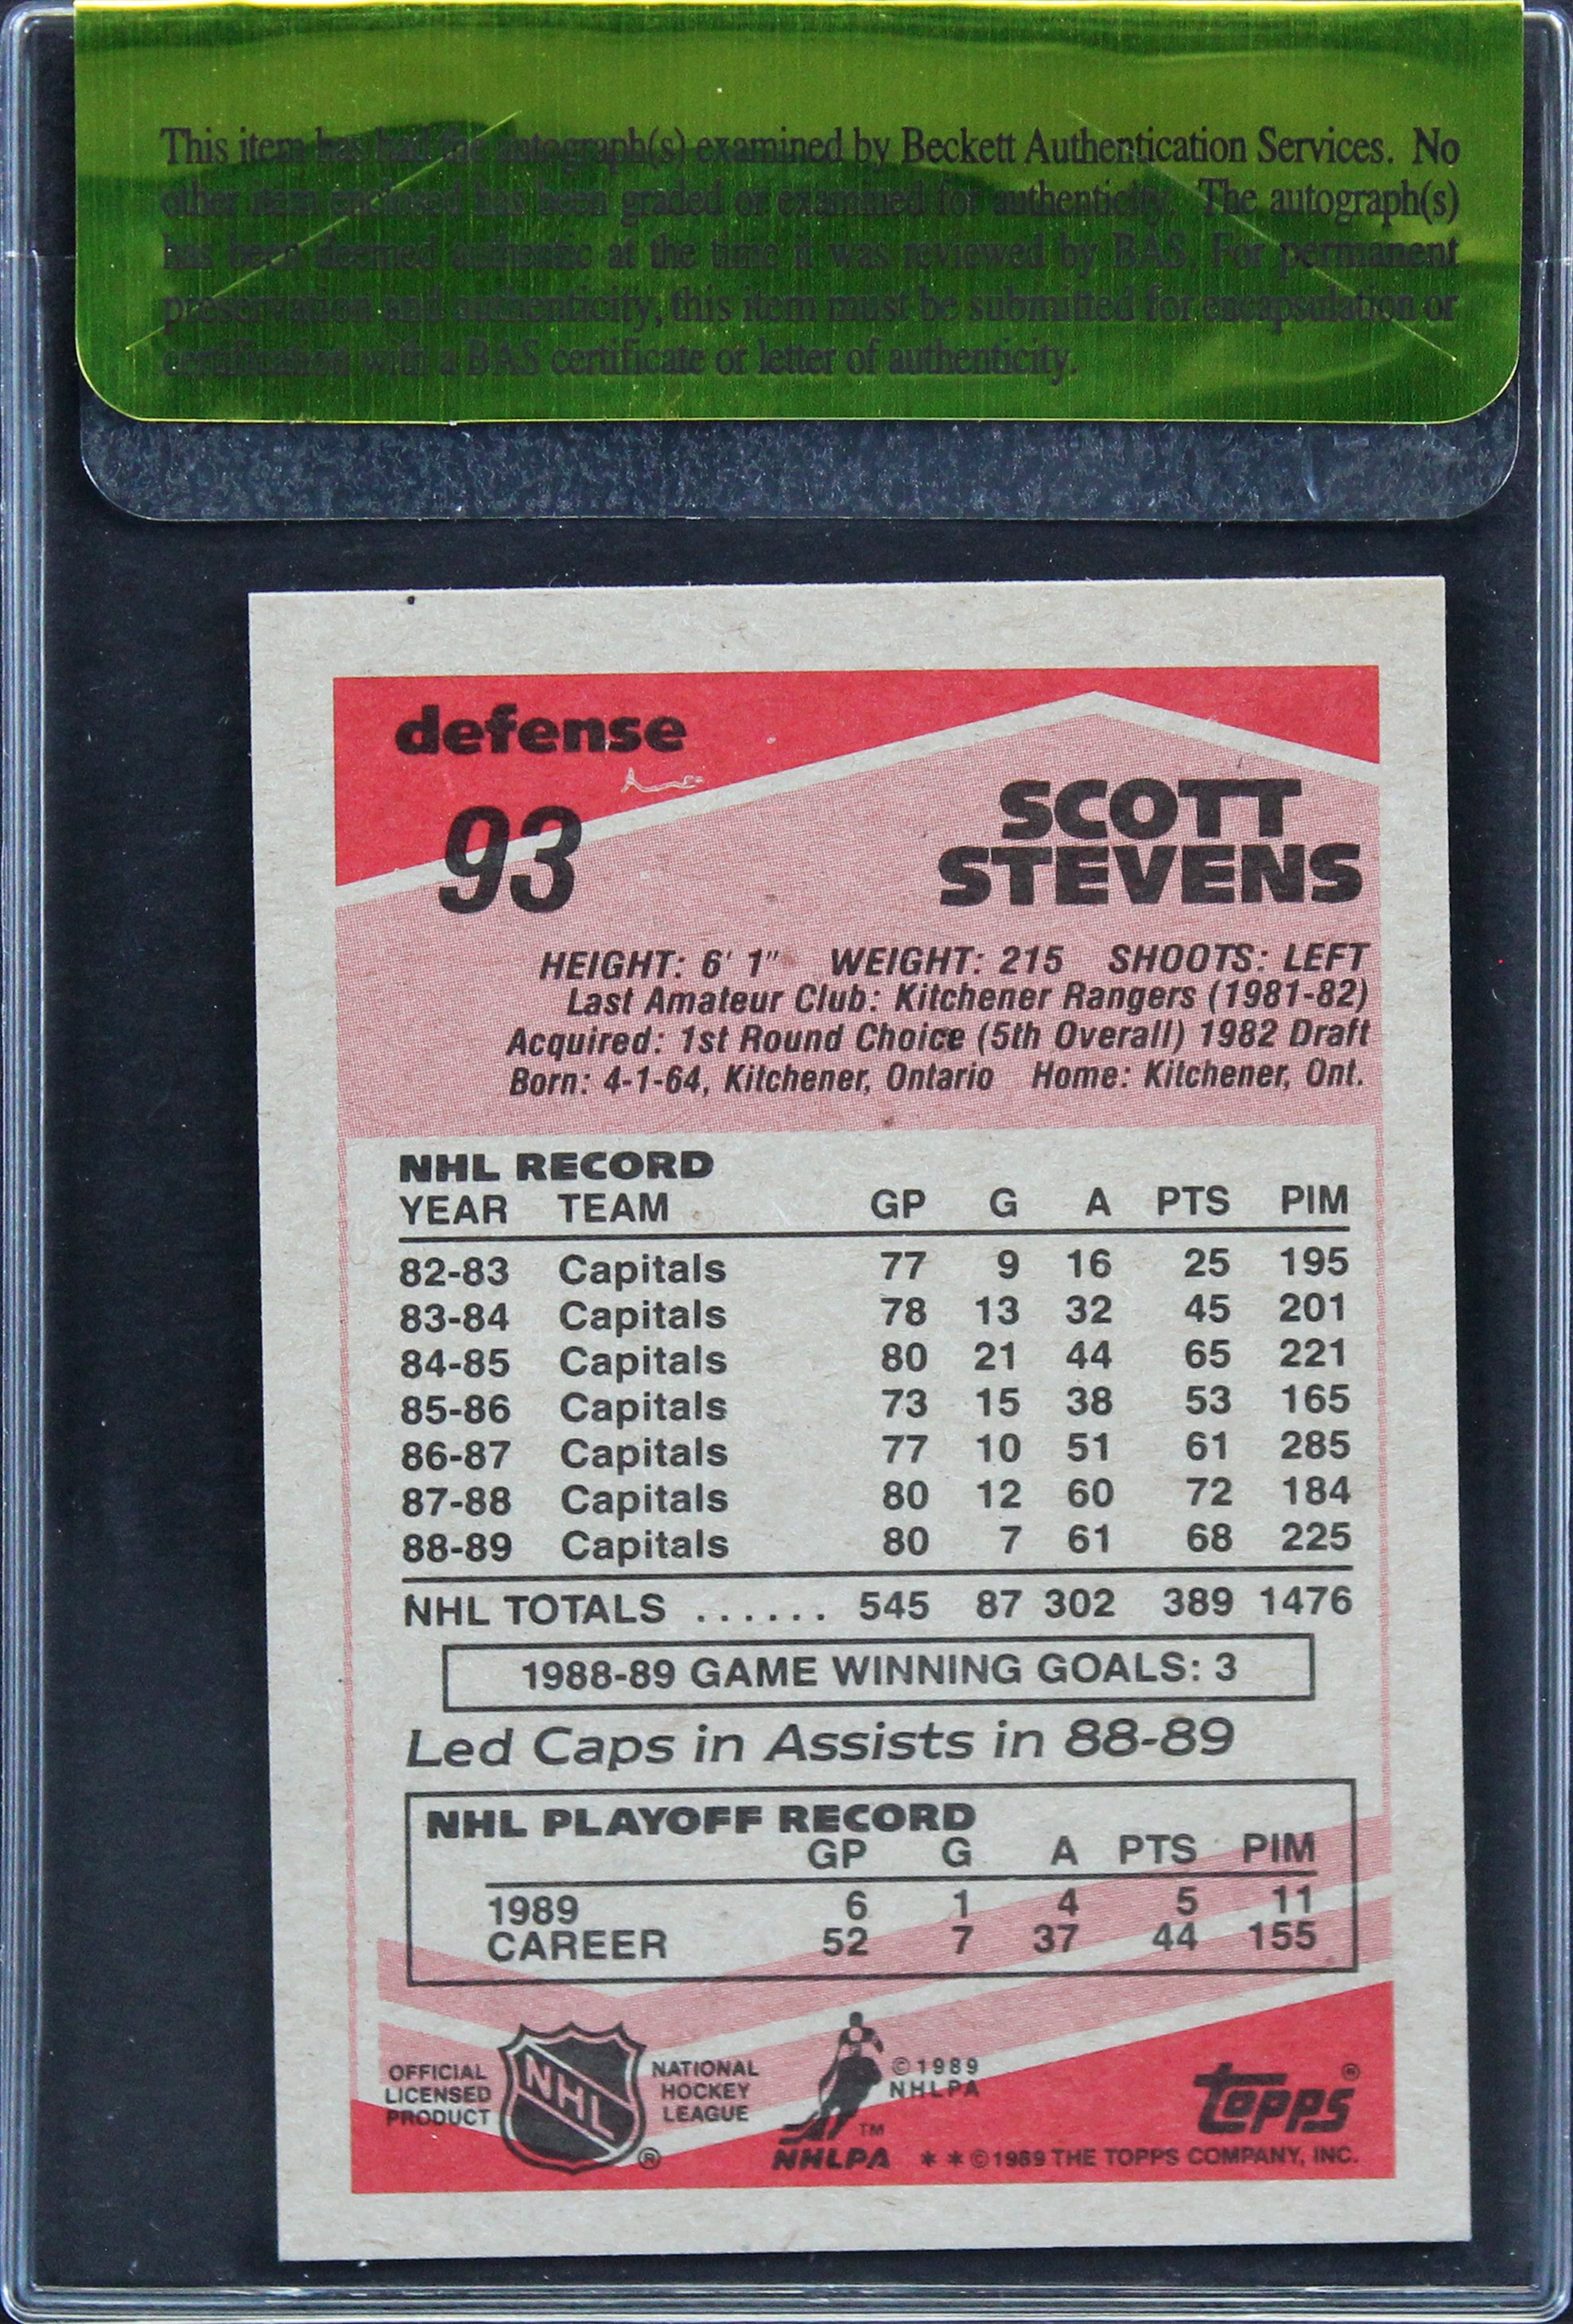 This item has had the autograph(s) examined by Beckett Authentication Services. No
other item enclosed has been graded or examined for authenticity. The autograph(s)
has been deemed authentic at the time it was reviewed by BAS. For permanent
preservation and authenticity, this item must be submitted for encapsulation or
certification with a BAS certificate or letter of authenticity.
defense
93
SCOTT
STEVENS
HEIGHT: 6' 1" WEIGHT: 215 SHOOTS: LEFT
Last Amateur Club: Kitchener Rangers (1981-82)
Acquired: 1st Round Choice (5th Overall) 1982 Draft
Born: 4-1-64, Kitchener, Ontario Home: Kitchener, Ont.
NHL RECORD
YEAR TEAM GP G A PTS PIM
82-83 Capitals 77 9 16 25 195
83-84 Capitals 78 13 32 45 201
84-85 Capitals 80 21 44 65 221
85-86 Capitals 73 15 38 53 165
86-87 Capitals 77 10 51 61 285
87-88 Capitals 80 12 60 72 184
88-89 Capitals 80 7 61 68 225
NHL TOTALS ...... 545 87 302 389 1476
1988-89 GAME WINNING GOALS: 3
Led Caps in Assists in 88-89
NHL PLAYOFF RECORD
GP G A PTS PIM
1989 6 1 4 5 11
CAREER 52 7 37 44 155
OFFICIAL
LICENSED
PRODUCT
NHL
®
NATIONAL
HOCKEY
LEAGUE
©1989
NHLPA
TM
NHLPA
TOPPS®
* * ©1989 THE TOPPS COMPANY, INC.